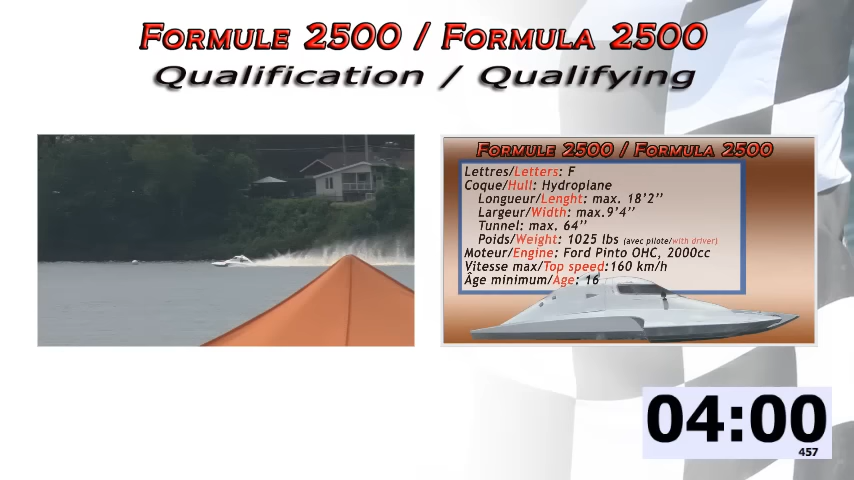 Formule 2500 / Formula 2500
Qualification / Qualifying
Formule 2500 / Formula 2500
Lettres/Letters: F
Coque/Hull: Hydroplane
Longueur/Lenght: max. 18'2''
Largeur/Width: max.9'4''
Tunnel: max. 64''
Poids/Weight: 1025 lbs (avec pilote/with driver)
Moteur/Engine: Ford Pinto OHC, 2000cc
Vitesse max/Top speed:160 km/h
Âge minimum/Age: 16
04:00
457